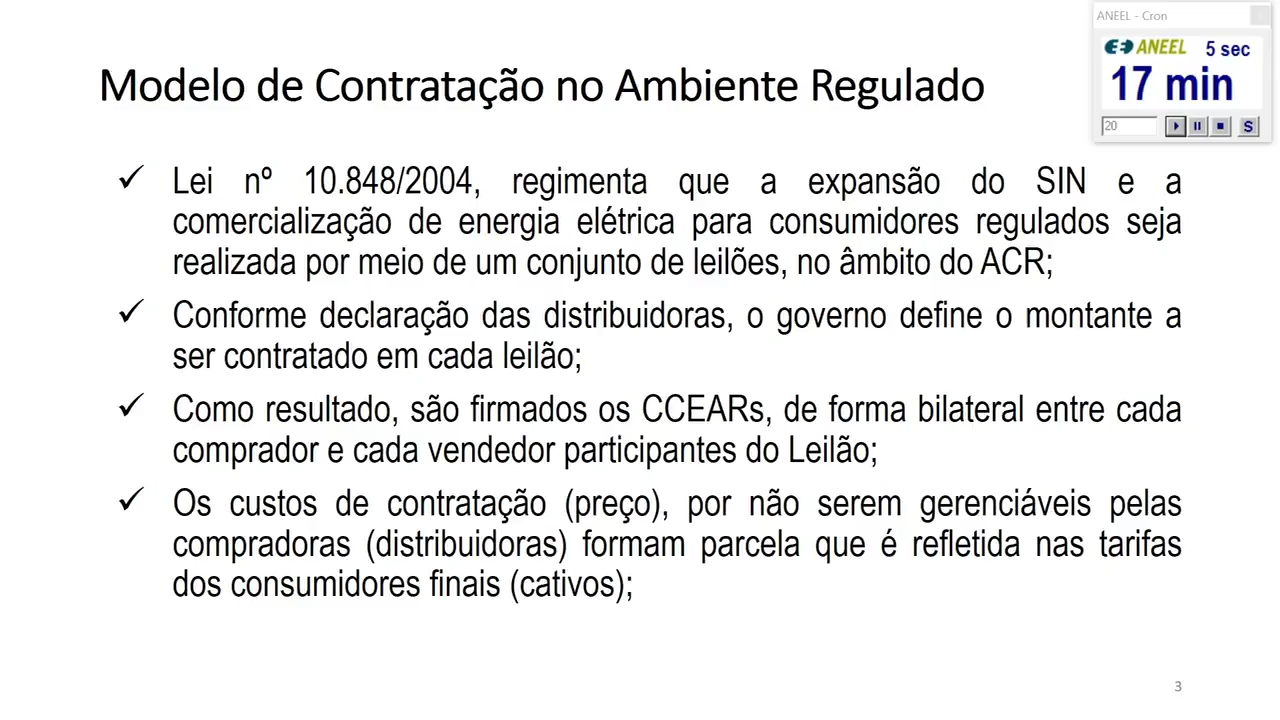 ANEEL - Cron
ANEEL 5 sec
17 min
20
S
Modelo de Contratação no Ambiente Regulado
✓ Lei nº 10.848/2004, regimenta que a expansão do SIN e a
comercialização de energia elétrica para consumidores regulados seja
realizada por meio de um conjunto de leilões, no âmbito do ACR;
✓ Conforme declaração das distribuidoras, o governo define o montante a
ser contratado em cada leilão;
✓ Como resultado, são firmados os CCEARs, de forma bilateral entre cada
comprador e cada vendedor participantes do Leilão;
✓ Os custos de contratação (preço), por não serem gerenciáveis pelas
compradoras (distribuidoras) formam parcela que é refletida nas tarifas
dos consumidores finais (cativos);
3